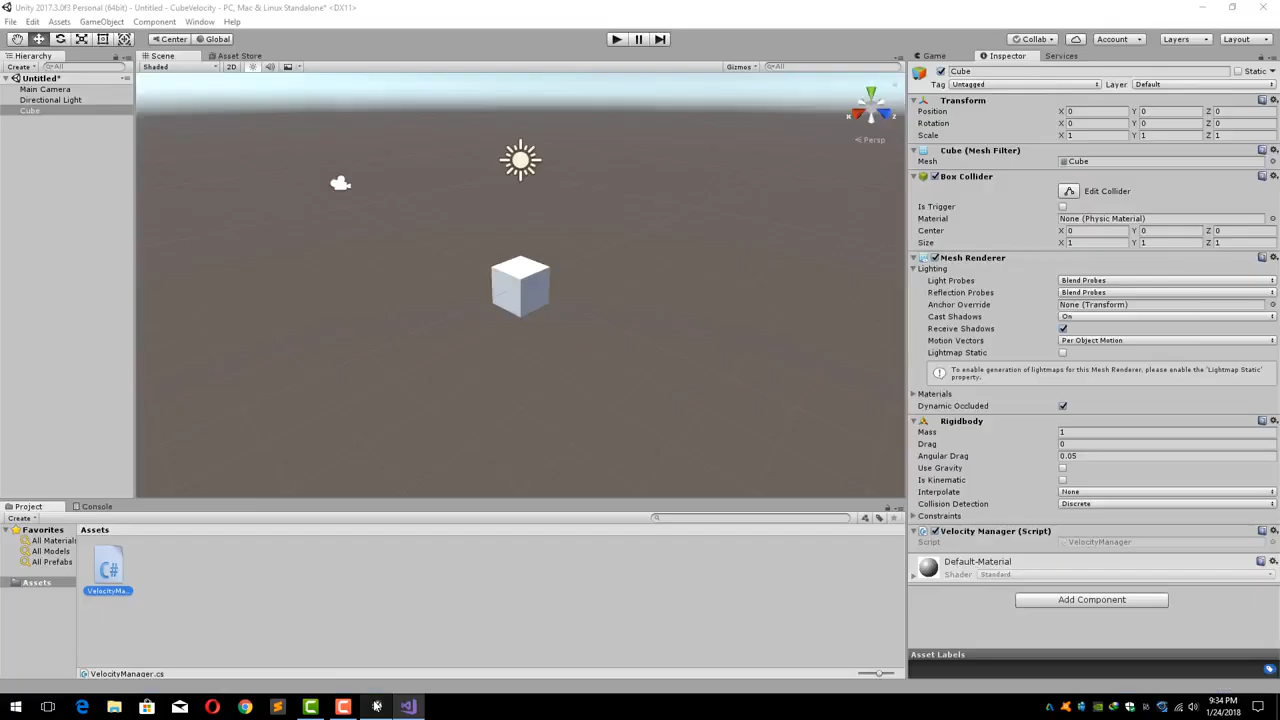 Unity 2017.3.0f3 Personal (64bit) - Untitled - CubeVelocity - PC, Mac & Linux Standalone* <DX11>
File Edit Assets GameObject Component Window Help
Center Global Collab Account Layers Layout
Hierarchy
Create All
Untitled*
Main Camera
Directional Light
Cube
Scene Asset Store
Shaded 2D Gizmos All
x z
Persp
Game Inspector Services
Cube Static
Tag Untagged Layer Default
Transform
Position X 0 Y 0 Z 0
Rotation X 0 Y 0 Z 0
Scale X 1 Y 1 Z 1
Cube (Mesh Filter)
Mesh Cube
Box Collider
Edit Collider
Is Trigger
Material None (Physic Material)
Center X 0 Y 0 Z 0
Size X 1 Y 1 Z 1
Mesh Renderer
Lighting
Light Probes Blend Probes
Reflection Probes Blend Probes
Anchor Override None (Transform)
Cast Shadows On
Receive Shadows
Motion Vectors Per Object Motion
Lightmap Static
To enable generation of lightmaps for this Mesh Renderer, please enable the 'Lightmap Static'
property.
Materials
Dynamic Occluded
Rigidbody
Mass 1
Drag 0
Angular Drag 0.05
Use Gravity
Is Kinematic
Interpolate None
Collision Detection Discrete
Constraints
Velocity Manager (Script)
Script VelocityManager
Default-Material
Shader Standard
Add Component
Asset Labels
Project Console
Create
Favorites
All Materials
All Models
All Prefabs
Assets
Assets
C#
VelocityMa..
VelocityManager.cs
9:34 PM
1/24/2018